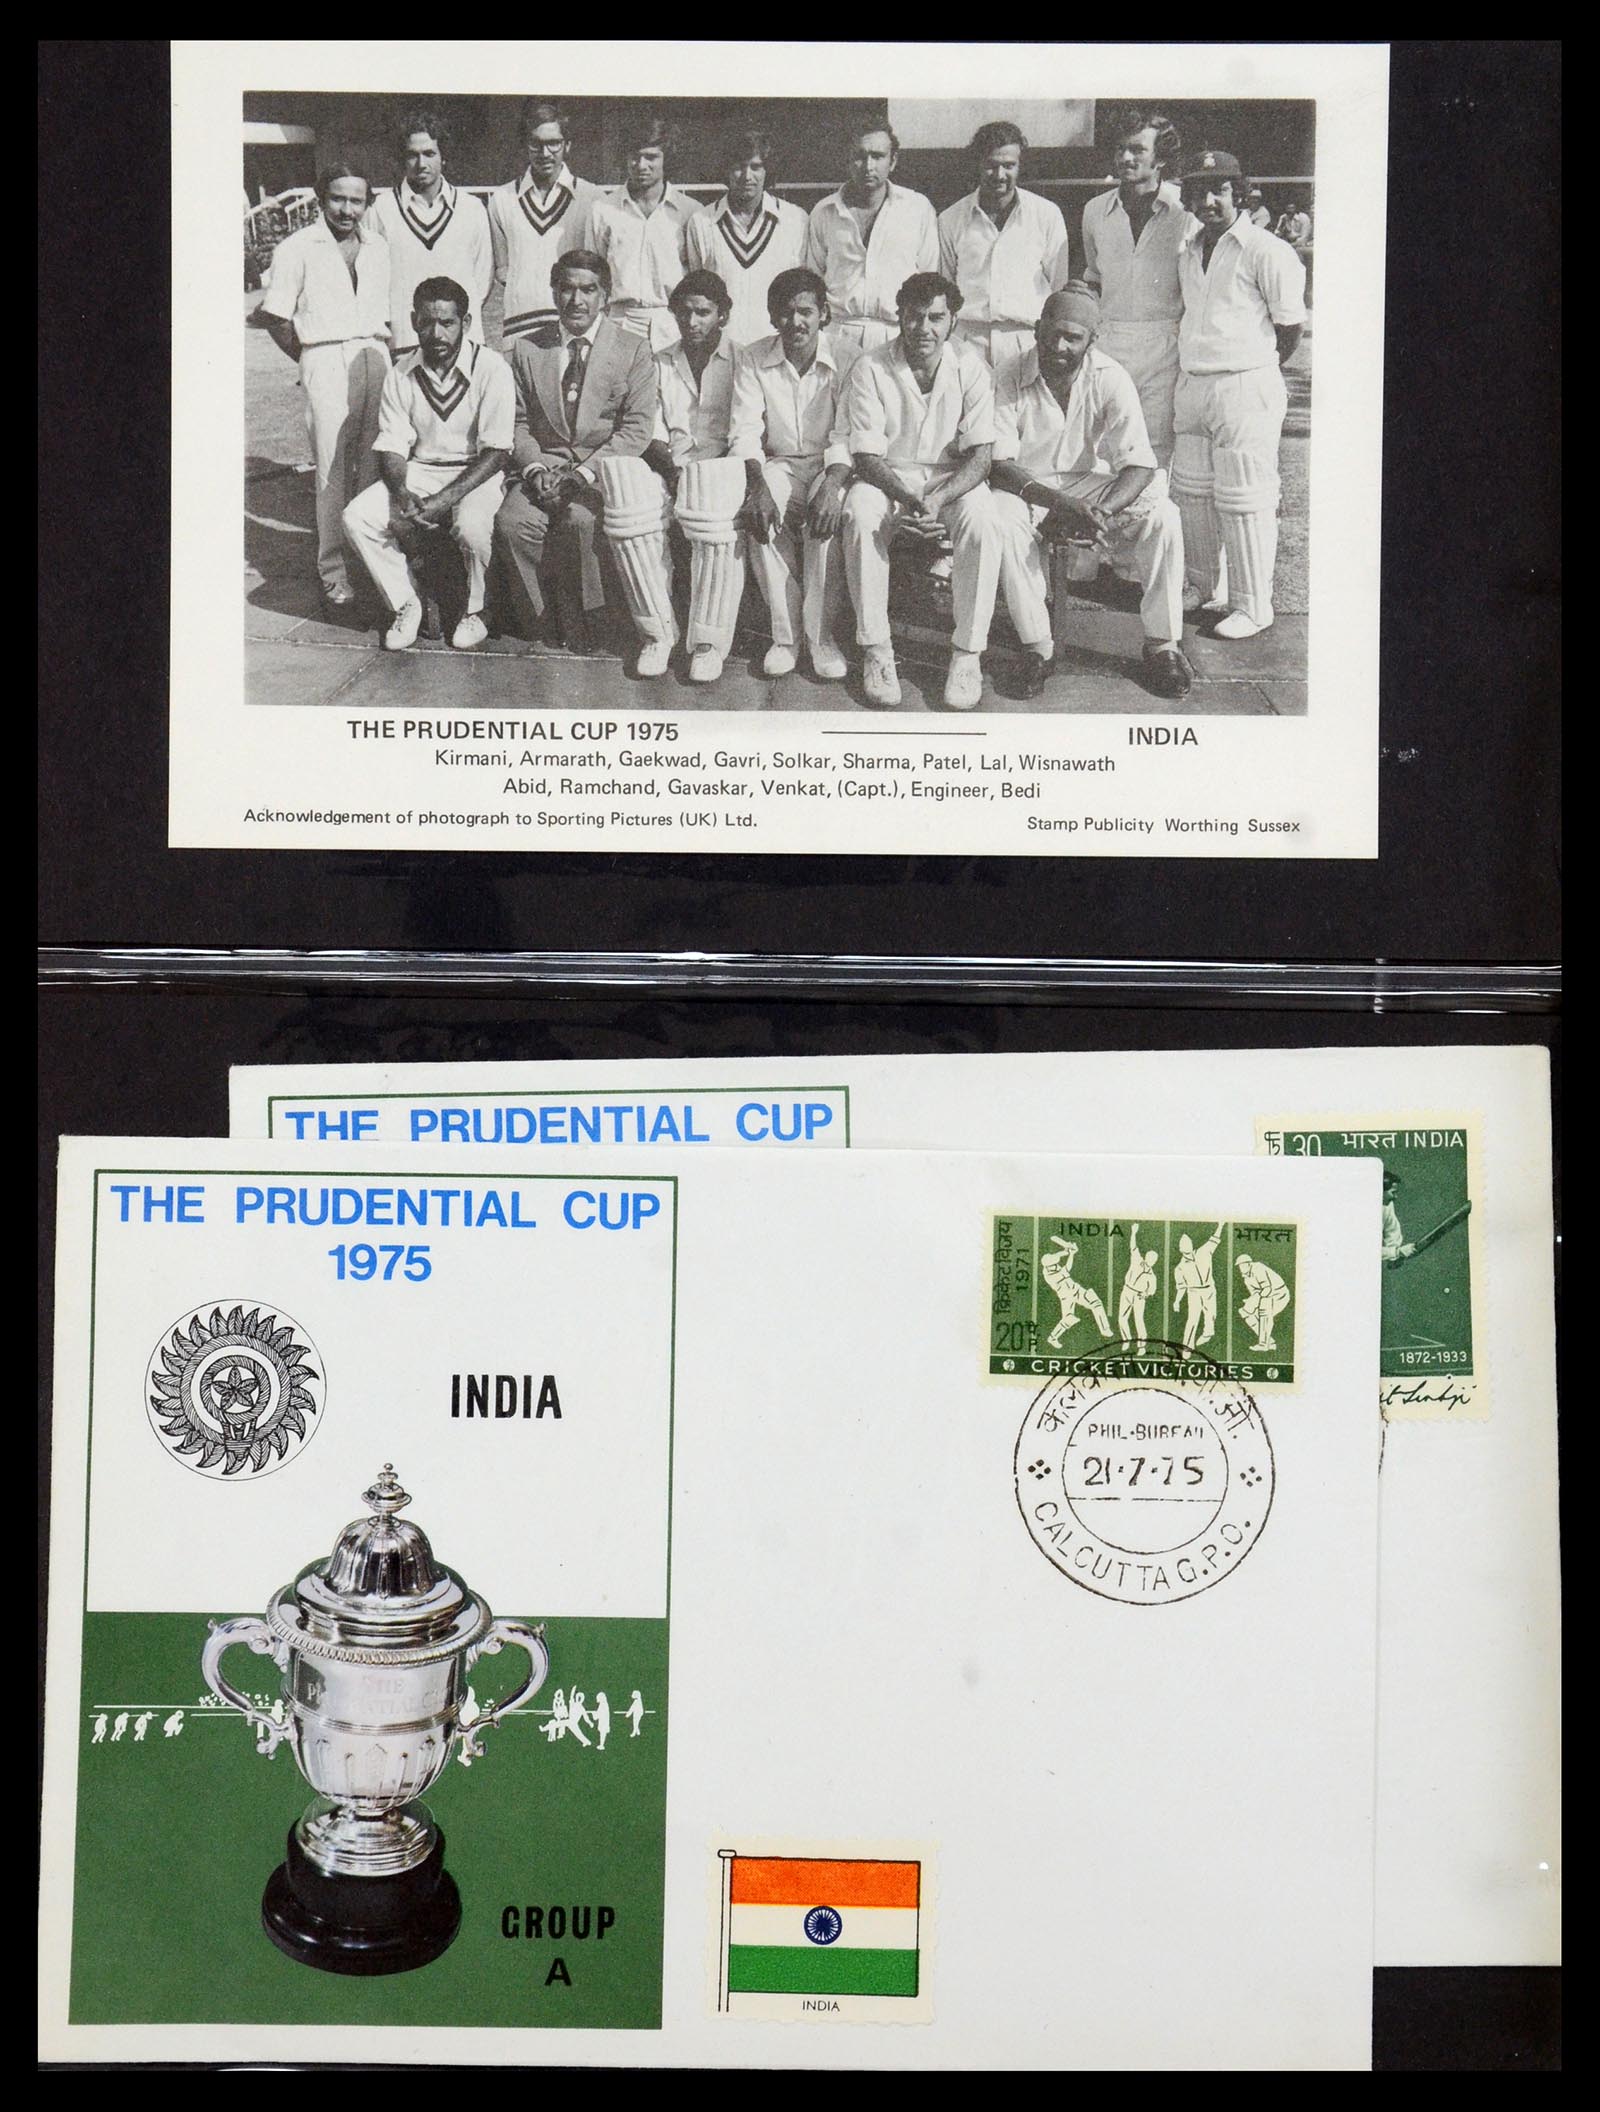 THE PRUDENTIAL CUP 1975 INDIA
Kirmani, Armarath, Gaekwad, Gavri, Solkar, Sharma, Patel, Lal, Wisnawath
Abid, Ramchand, Gavaskar, Venkat, (Capt.), Engineer, Bedi
Acknowledgement of photograph to Sporting Pictures (UK) Ltd. Stamp Publicity Worthing Sussex
THE PRUDENTIAL CUP
30 भारत INDIA
1872-1933
THE PRUDENTIAL CUP
1975
INDIA
GROUP
A
INDIA भारत
क्रिकेट विजय
1971
20
CRICKET VICTORIES
PHIL-BUREAU
21·7·75
CALCUTTA G.P.O.
INDIA